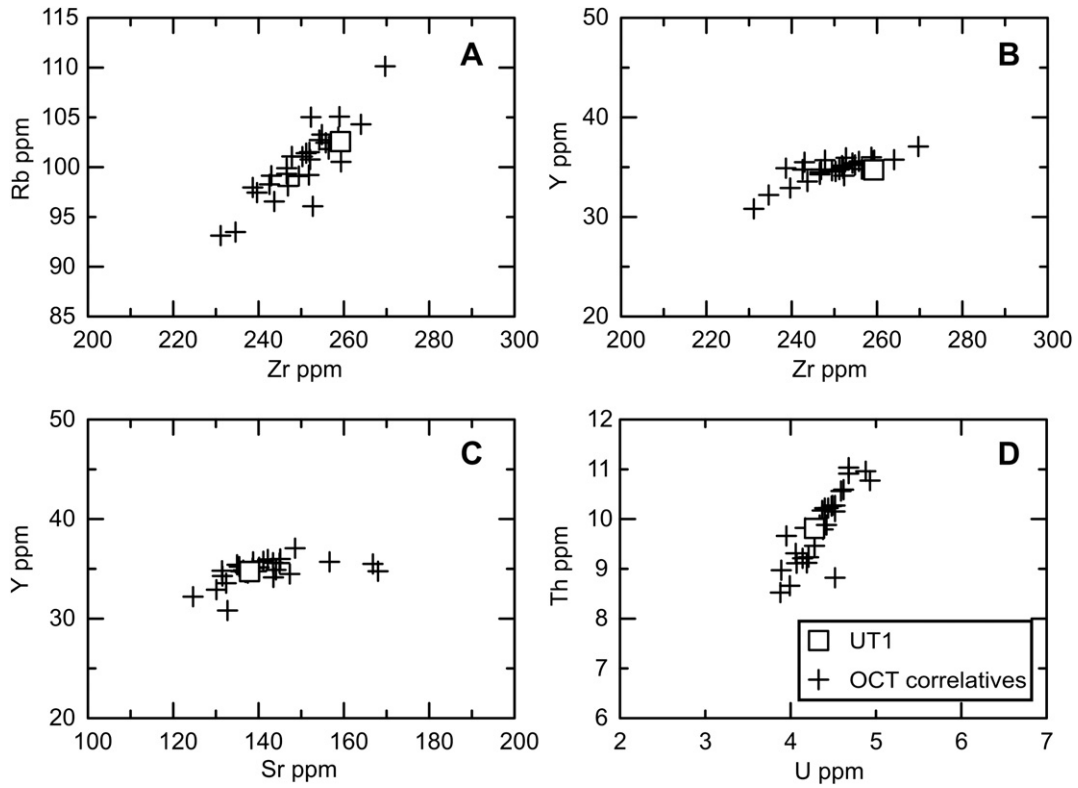 115
110
105
100
95
90
85
Rb ppm
A
200 220 240 260 280 300
Zr ppm
50
40
30
20
Y ppm
B
200 220 240 260 280 300
Zr ppm
50
40
30
20
Y ppm
C
100 120 140 160 180 200
Sr ppm
12
11
10
9
8
7
6
Th ppm
D
UT1
OCT correlatives
2 3 4 5 6 7
U ppm